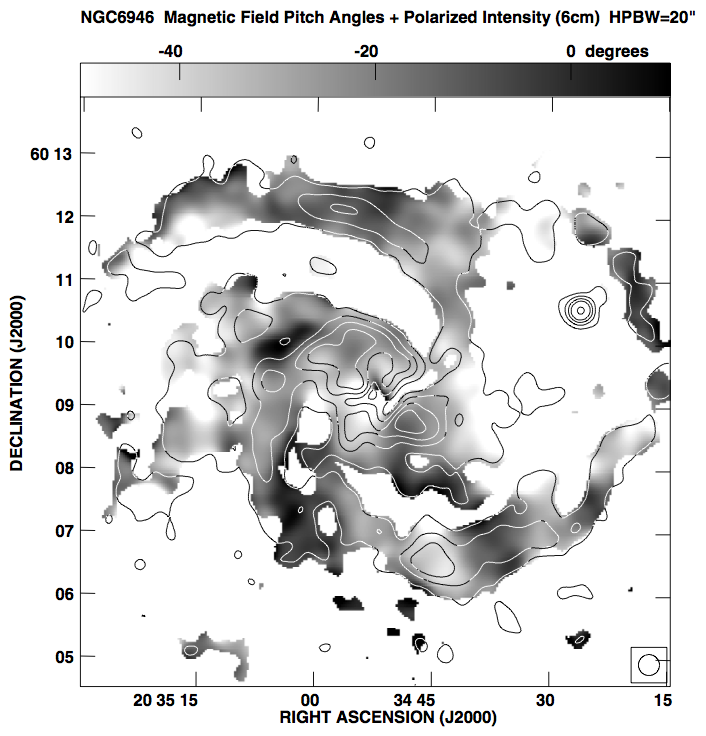 NGC6946 Magnetic Field Pitch Angles + Polarized Intensity (6cm) HPBW=20"
-40 -20 0 degrees
60 13
12
11
10
09
08
07
06
05
DECLINATION (J2000)
20 35 15 00 34 45 30 15
RIGHT ASCENSION (J2000)